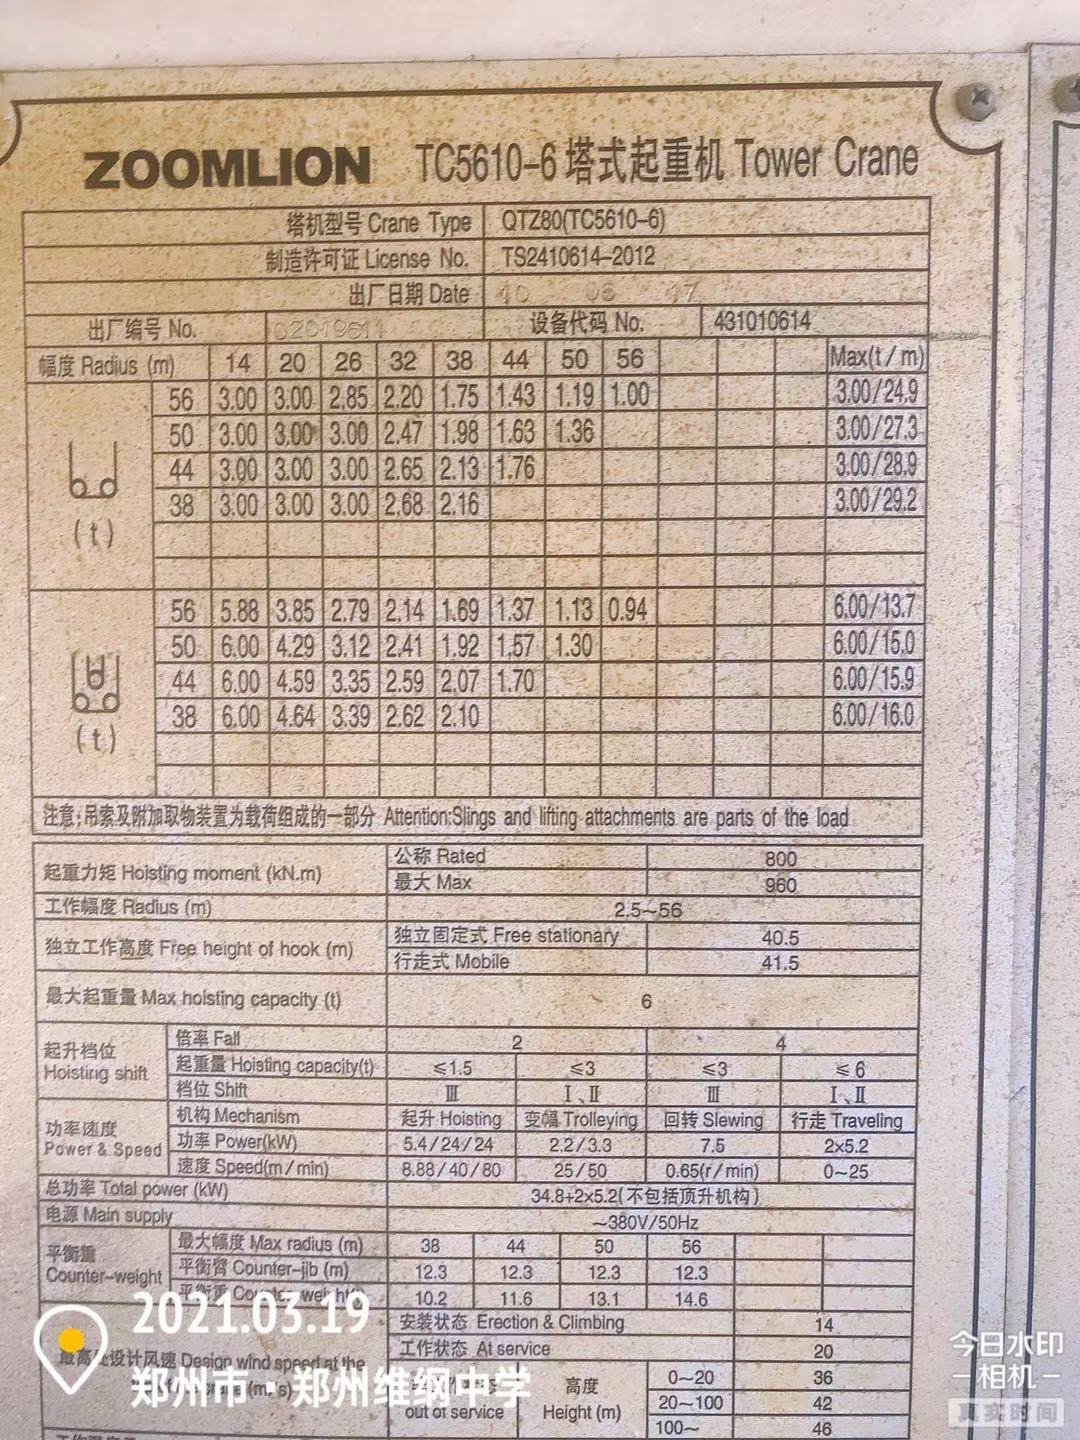 ZOOMLION TC5610-6 塔式起重机 Tower Crane
塔机型号 Crane Type QTZ80(TC5610-6)
制造许可证 License No. TS2410614-2012
出厂日期 Date 10 08 17
出厂编号 No. 设备代码 No. 431010614
幅度 Radius (m) 14 20 26 32 38 44 50 56 Max(t/m)
56 3.00 3.00 2.85 2.20 1.75 1.43 1.19 1.00 3.00/24.9
50 3.00 3.00 3.00 2.47 1.98 1.63 1.36 3.00/27.3
44 3.00 3.00 3.00 2.65 2.13 1.76 3.00/28.9
38 3.00 3.00 3.00 2.68 2.16 3.00/29.2
(t)
56 5.88 3.85 2.79 2.14 1.69 1.37 1.13 0.94 6.00/13.7
50 6.00 4.29 3.12 2.41 1.92 1.57 1.30 6.00/15.0
44 6.00 4.59 3.35 2.59 2.07 1.70 6.00/15.9
38 6.00 4.64 3.39 2.62 2.10 6.00/16.0
(t)
注意:吊索及附加取物装置为载荷组成的一部分 Attention:Slings and lifting attachments are parts of the load
起重力矩 Hoisting moment (kN.m) 公称 Rated 800
最大 Max 960
工作幅度 Radius (m) 2.5~56
独立工作高度 Free height of hook (m) 独立固定式 Free stationary 40.5
行走式 Mobile 41.5
最大起重量 Max hoisting capacity (t) 6
起升档位 Hoisting shift 倍率 Fall 2 4
起重量 Hoisting capacity(t) ≤1.5 ≤3 ≤3 ≤6
档位 Shift Ⅲ Ⅰ、Ⅱ Ⅲ Ⅰ、Ⅱ
功率速度 Power & Speed 机构 Mechanism 起升 Hoisting 变幅 Trolleying 回转 Slewing 行走 Traveling
功率 Power(kW) 5.4/24/24 2.2/3.3 7.5 2x5.2
速度 Speed(m/min) 8.88/40/80 25/50 0.65(r/min) 0~25
总功率 Total power (kW) 34.8+2x5.2(不包括顶升机构)
电源 Main supply ~380V/50Hz
平衡重 Counter-weight 最大幅度 Max radius (m) 38 44 50 56
平衡臂 Counter-jib (m) 12.3 12.3 12.3 12.3
平衡重 10.2 11.6 13.1 14.6
最高处设计风速 Design wind speed at the 安装状态 Erection & Climbing 14
工作状态 At service 20
out of service 高度 Height (m) 0~20 36
20~100 42
100~ 46
2021.03.19
郑州市·郑州维纲中学
今日水印
相机
真实时间